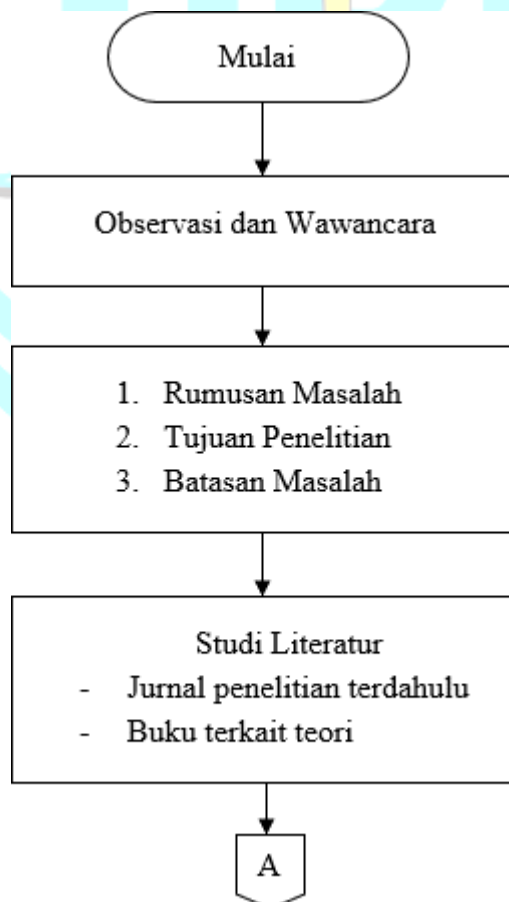 Mulai
Observasi dan Wawancara
1. Rumusan Masalah
2. Tujuan Penelitian
3. Batasan Masalah
Studi Literatur
- Jurnal penelitian terdahulu
- Buku terkait teori
A